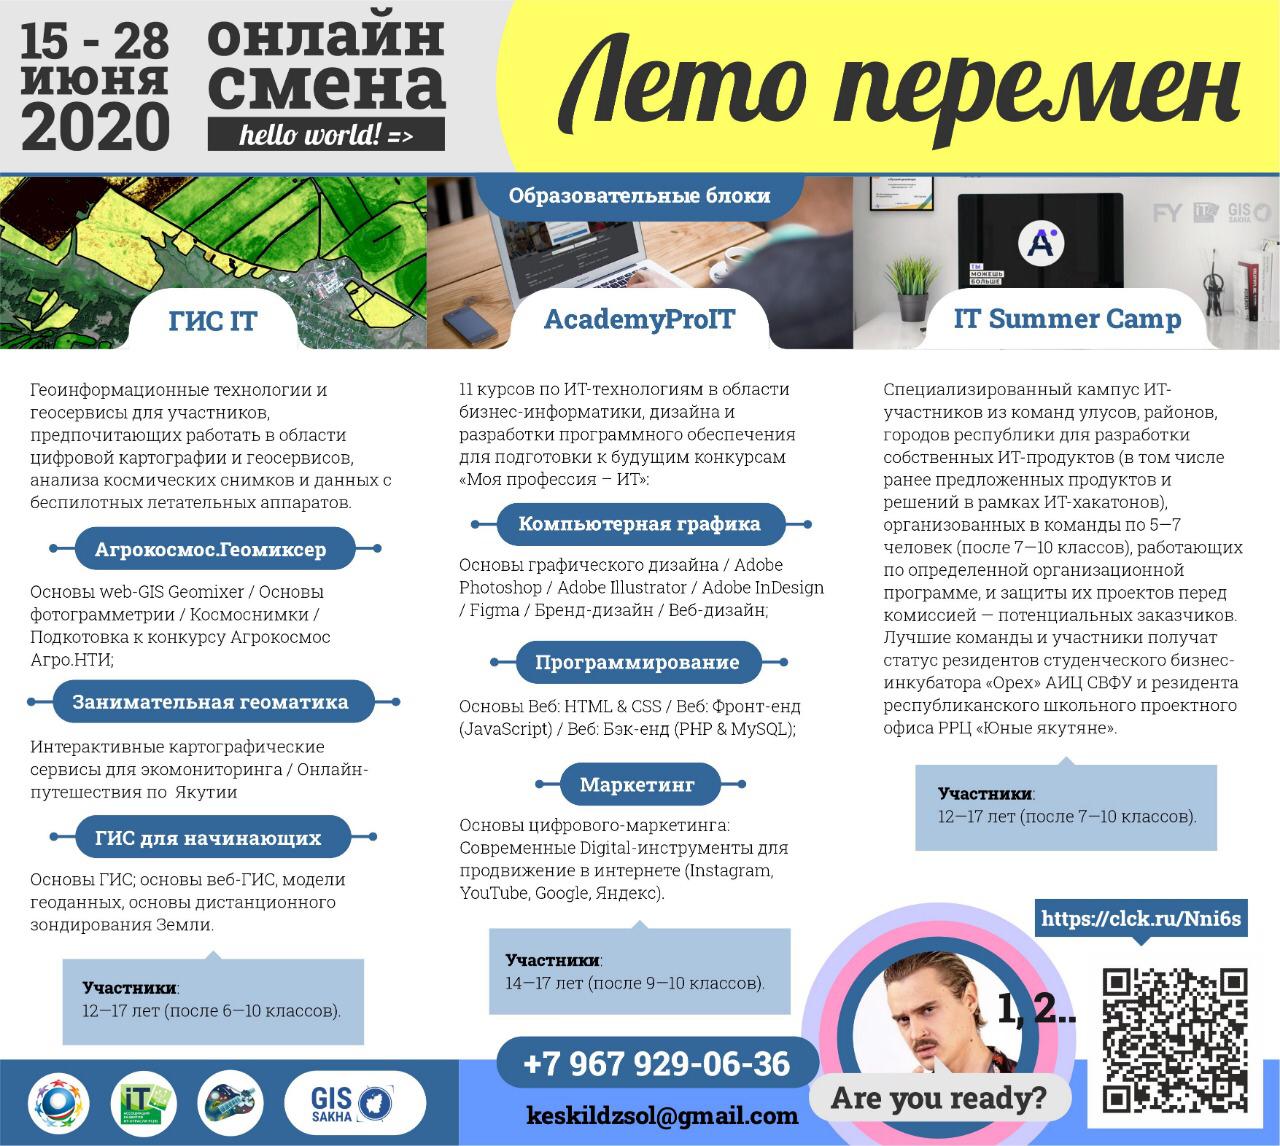 15 - 28
июня
2020
онлайн
смена
hello world! =>
Лето перемен
Образовательные блоки
FY iT GIS
SAKHA
A
ТЫ
МОЖЕШЬ
БОЛЬШЕ
ГИС IT
AcademyProIT
IT Summer Camp
Геоинформационные технологии и
геосервисы для участников,
предпочитающих работать в области
цифровой картографии и геосервисов,
анализа космических снимков и данных с
беспилотных летательных аппаратов.
Агрокосмос.Геомиксер
Основы web-GIS Geomixer / Основы
фотограмметрии / Космоснимки /
Подкотовка к конкурсу Агрокосмос
Агро.НТИ;
Занимательная геоматика
Интерактивные картографические
сервисы для экомониторинга / Онлайн-
путешествия по Якутии
ГИС для начинающих
Основы ГИС; основы веб-ГИС, модели
геоданных, основы дистанционного
зондирования Земли.
Участники:
12—17 лет (после 6—10 классов).
11 курсов по ИТ-технологиям в области
бизнес-информатики, дизайна и
разработки программного обеспечения
для подготовки к будущим конкурсам
«Моя профессия – ИТ»:
Компьютерная графика
Основы графического дизайна / Adobe
Photoshop / Adobe Illustrator / Adobe InDesign
/ Figma / Бренд-дизайн / Веб-дизайн;
Программирование
Основы Веб: HTML & CSS / Веб: Фронт-енд
(JavaScript) / Веб: Бэк-енд (PHP & MySQL);
Маркетинг
Основы цифрового-маркетинга:
Современные Digital-инструменты для
продвижение в интернете (Instagram,
YouTube, Google, Яндекс).
Участники:
14—17 лет (после 9—10 классов).
Специализированный кампус ИТ-
участников из команд улусов, районов,
городов республики для разработки
собственных ИТ-продуктов (в том числе
ранее предложенных продуктов и
решений в рамках ИТ-хакатонов),
организованных в команды по 5—7
человек (после 7—10 классов), работающих
по определенной организационной
программе, и защиты их проектов перед
комиссией — потенциальных заказчиков.
Лучшие команды и участники получат
статус резидентов студенческого бизнес-
инкубатора «Орех» АИЦ СВФУ и резидента
республиканского школьного проектного
офиса РРЦ «Юные якутяне».
Участники:
12—17 лет (после 7—10 классов).
https://clck.ru/Nni6s
1, 2..
Are you ready?
+7 967 929-06-36
keskildzsol@gmail.com
iT
GIS
SAKHA